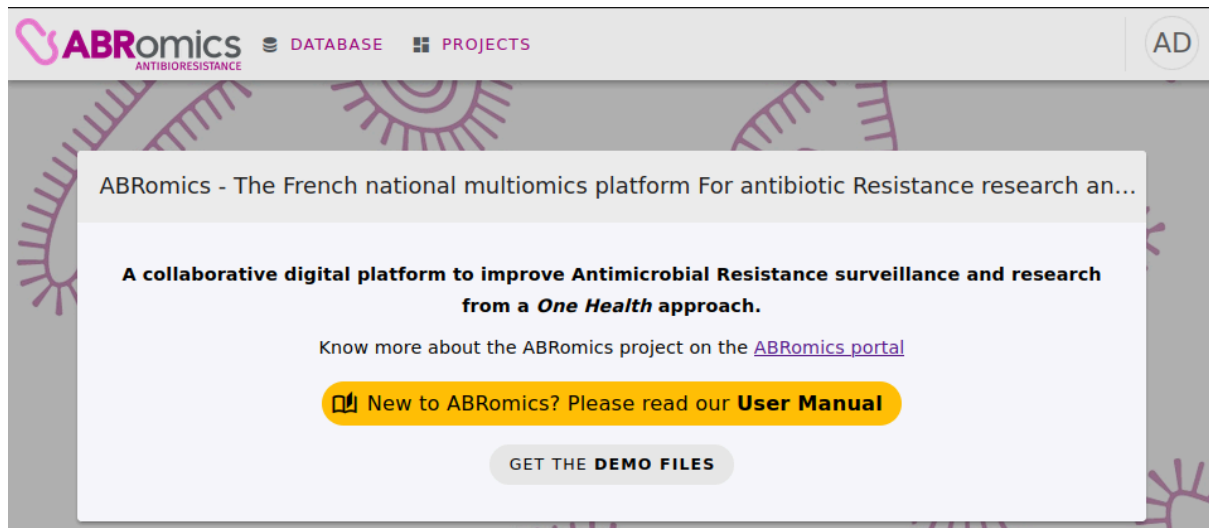 ABRomics
ANTIBIORESISTANCE
DATABASE
PROJECTS
AD
ABRomics - The French national multiomics platform For antibiotic Resistance research an...
A collaborative digital platform to improve Antimicrobial Resistance surveillance and research
from a One Health approach.
Know more about the ABRomics project on the ABRomics portal
New to ABRomics? Please read our User Manual
GET THE DEMO FILES